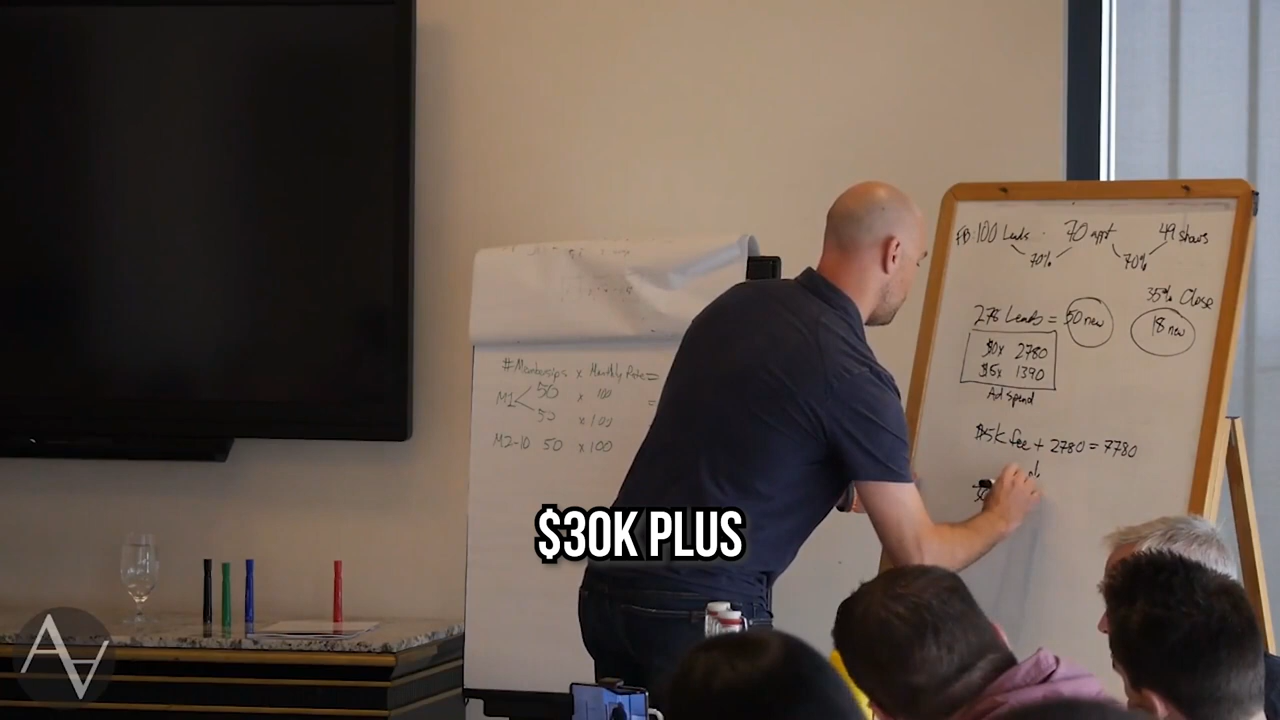 #Memberships x Monthly Rate =
M1 < 50 x 100 =
50 x 100
M2-10 50 x 100
FB: 100 Leads 70 appt 49 shows
70% 70%
35% Close
276 Leads = 50 new 18 new
$10x 2780
$5x 1390
Ad spend
$5K fee + 2780 = 7780
$30K PLUS
AA